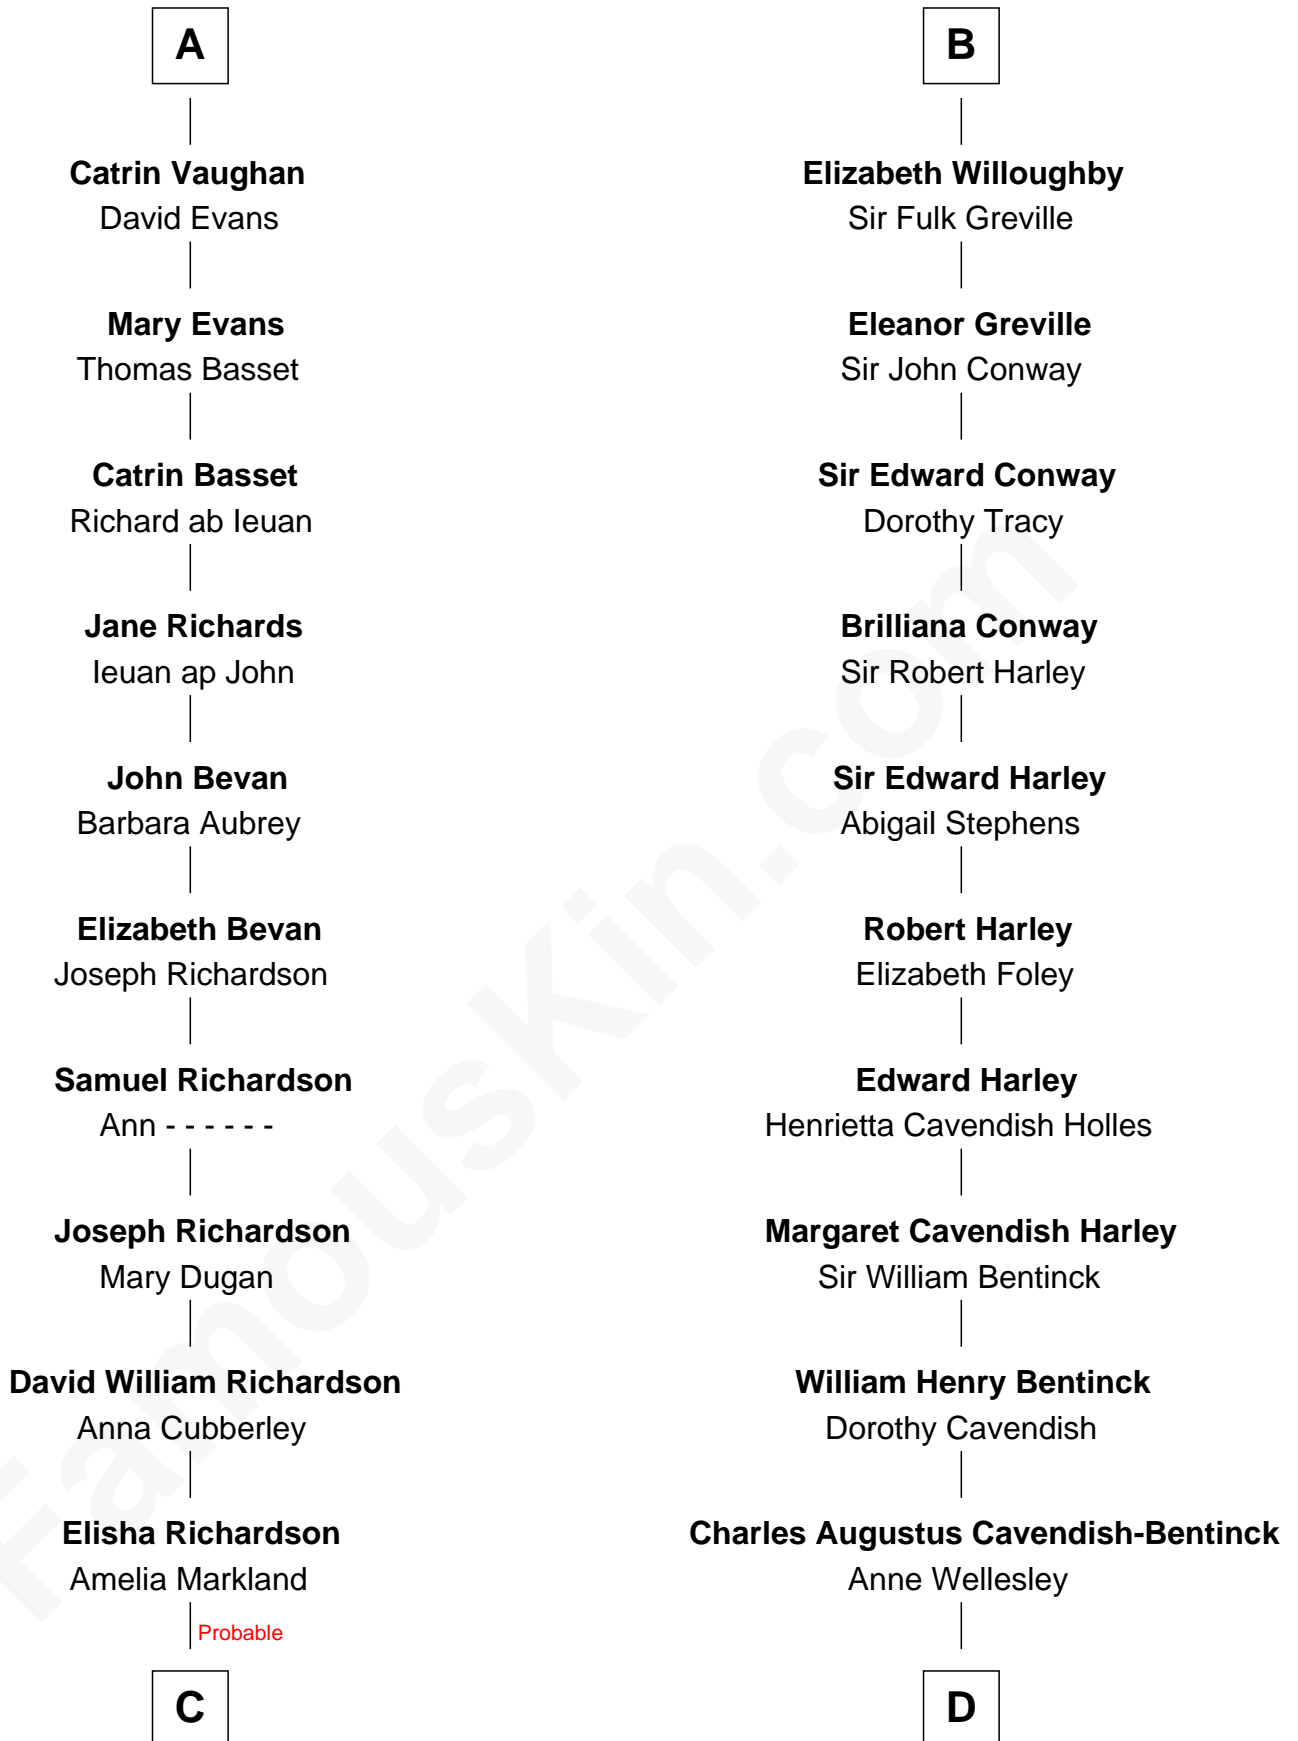 A
Catrin Vaughan
David Evans
Mary Evans
Thomas Basset
Catrin Basset
Richard ab Ieuan
Jane Richards
Ieuan ap John
John Bevan
Barbara Aubrey
Elizabeth Bevan
Joseph Richardson
Samuel Richardson
Ann - - - - - -
Joseph Richardson
Mary Dugan
David William Richardson
Anna Cubberley
Elisha Richardson
Amelia Markland
Probable
C
B
Elizabeth Willoughby
Sir Fulk Greville
Eleanor Greville
Sir John Conway
Sir Edward Conway
Dorothy Tracy
Brilliana Conway
Sir Robert Harley
Sir Edward Harley
Abigail Stephens
Robert Harley
Elizabeth Foley
Edward Harley
Henrietta Cavendish Holles
Margaret Cavendish Harley
Sir William Bentinck
William Henry Bentinck
Dorothy Cavendish
Charles Augustus Cavendish-Bentinck
Anne Wellesley
D
FamousKin.com